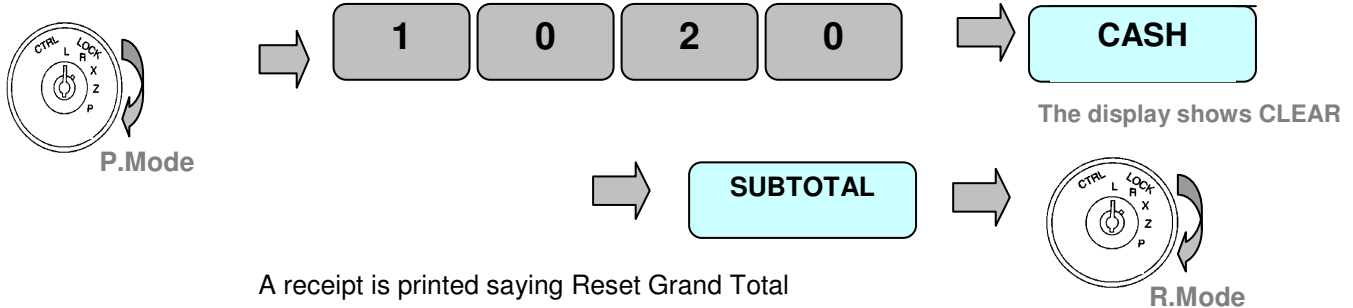 CTRL L LOCK R X Z P
P.Mode
1 0 2 0
CASH
The display shows CLEAR
SUBTOTAL
CTRL L LOCK R X Z P
R.Mode
A receipt is printed saying Reset Grand Total